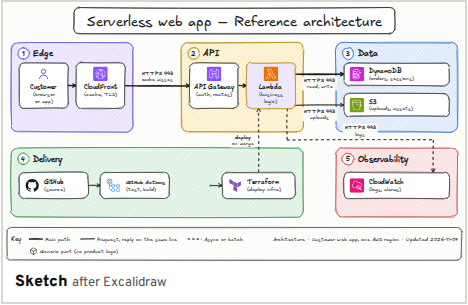 Serverless web app — Reference architecture
1 Edge
Customer
(browser
or app)
CloudFront
(cache, TLS)
HTTPS 443
cache misses
2 API
API Gateway
(auth, routes)
Lambda
(business
logic)
HTTPS 443
read, write
HTTPS 443
uploads
3 Data
DynamoDB
(orders, sessions)
S3
(uploads, assets)
HTTPS 443
logs
deploy
on merge
4 Delivery
GitHub
(source)
GitHub Actions
(test, build)
Terraform
(deploy infra)
5 Observability
CloudWatch
(logs, alarms)
Key
Main path
Request, reply on the same line
Async or batch
Architecture · Customer web app, one AWS region · Updated 2026-11-09
Generic part (no product logo)
Sketch after Excalidraw